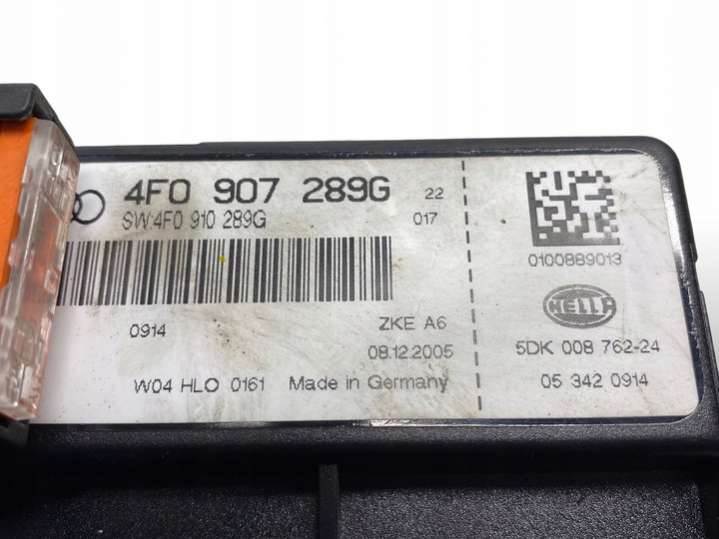 4F0 907 289G 22
SW:4F0 910 289G 017
0914
ZKE A6
08.12.2005
W04 HLO 0161 Made in Germany
0100889013
HELLA
5DK 008 762-24
05 342 0914